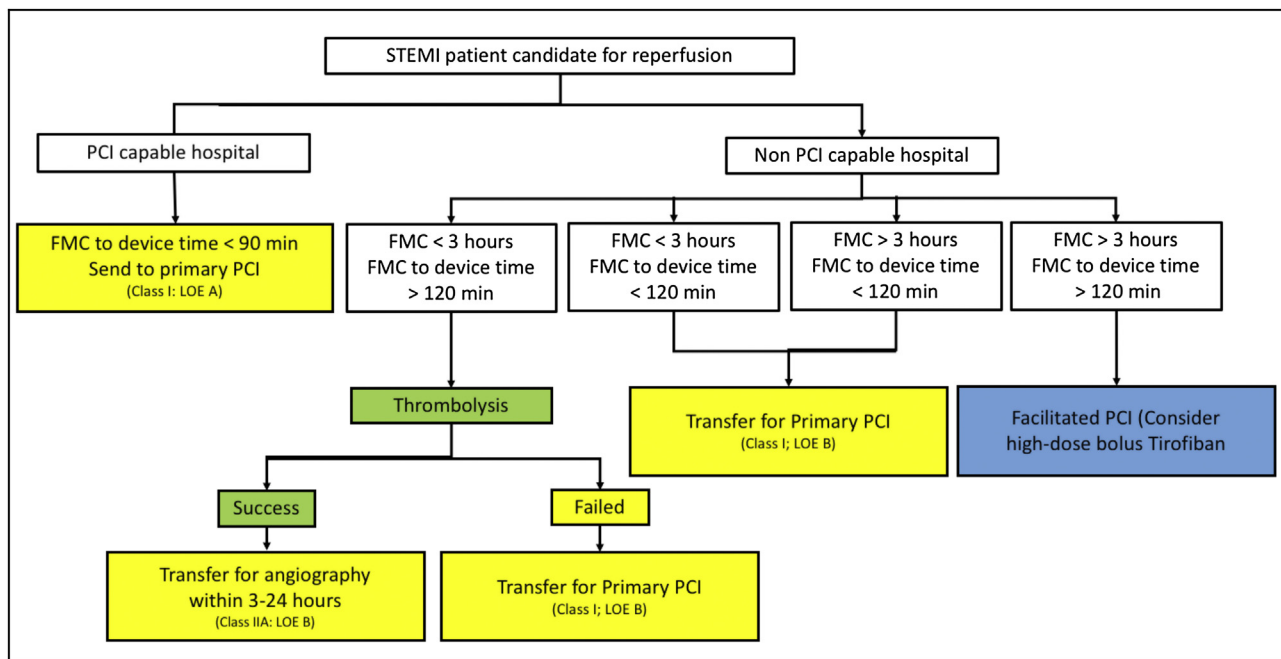 STEMI patient candidate for reperfusion
PCI capable hospital
Non PCI capable hospital
FMC to device time < 90 min
Send to primary PCI
(Class I: LOE A)
FMC < 3 hours
FMC to device time
> 120 min
FMC < 3 hours
FMC to device time
< 120 min
FMC > 3 hours
FMC to device time
< 120 min
FMC > 3 hours
FMC to device time
> 120 min
Thrombolysis
Transfer for Primary PCI
(Class I; LOE B)
Facilitated PCI (Consider
high-dose bolus Tirofiban
Success
Failed
Transfer for angiography
within 3-24 hours
(Class IIA: LOE B)
Transfer for Primary PCI
(Class I; LOE B)